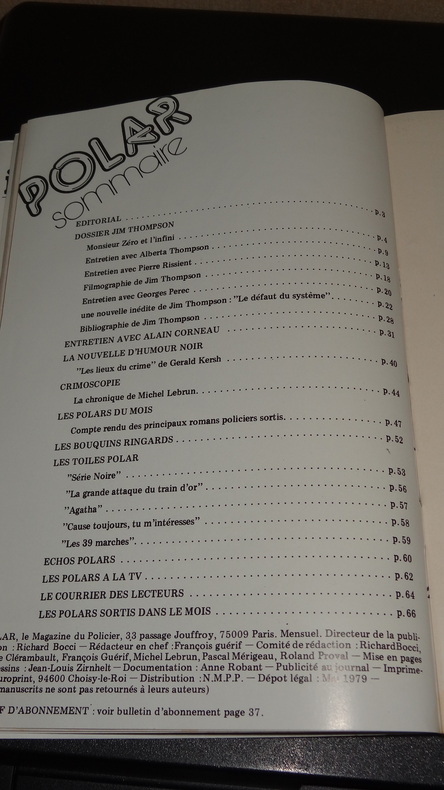 POLAR
sommaire
EDITORIAL . . . p.3
DOSSIER JIM THOMPSON
Monsieur Zéro et l'infini . . . p.4
Entretien avec Alberta Thompson . . . p.9
Entretien avec Pierre Rissient . . . p.13
Filmographie de Jim Thompson . . . p.18
Entretien avec Georges Perec . . . p.20
une nouvelle inédite de Jim Thompson : "Le défaut du système" . . . p.22
Bibliographie de Jim Thompson . . . p.28
ENTRETIEN AVEC ALAIN CORNEAU . . . p.31
LA NOUVELLE D'HUMOUR NOIR
"Les lieux du crime" de Gerald Kersh . . . p.40
CRIMOSCOPIE
La chronique de Michel Lebrun. . . . p.44
LES POLARS DU MOIS
Compte rendu des principaux romans policiers sortis. . . . p.47
LES BOUQUINS RINGARDS . . . p.52
LES TOILES POLAR
"Série Noire" . . . p.53
"La grande attaque du train d'or" . . . p.56
"Agatha" . . . p.57
"Cause toujours, tu m'intéresses" . . . p.58
"Les 39 marches". . . . p.59
ECHOS POLARS . . . p.60
LES POLARS A LA TV . . . p.62
LE COURRIER DES LECTEURS . . . p.64
LES POLARS SORTIS DANS LE MOIS . . . p.66
LAR, le Magazine du Policier, 33 passage Jouffroy, 75009 Paris. Mensuel. Directeur de la publi-
on : Richard Bocci — Rédacteur en chef :François guérif — Comité de rédaction : RichardBocci,
e Clérambault, François Guérif, Michel Lebrun, Pascal Mérigeau, Roland Proval — Mise en pages
essins : Jean-Louis Zirnhelt — Documentation : Anne Robant — Publicité au journal — Imprime-
uroprint, 94600 Choisy-le-Roi — Distribution : N.M.P.P. — Dépot légal : Mai 1979 —
manuscrits ne sont pas retournés à leurs auteurs)
F D'ABONNEMENT : voir bulletin d'abonnement page 37.